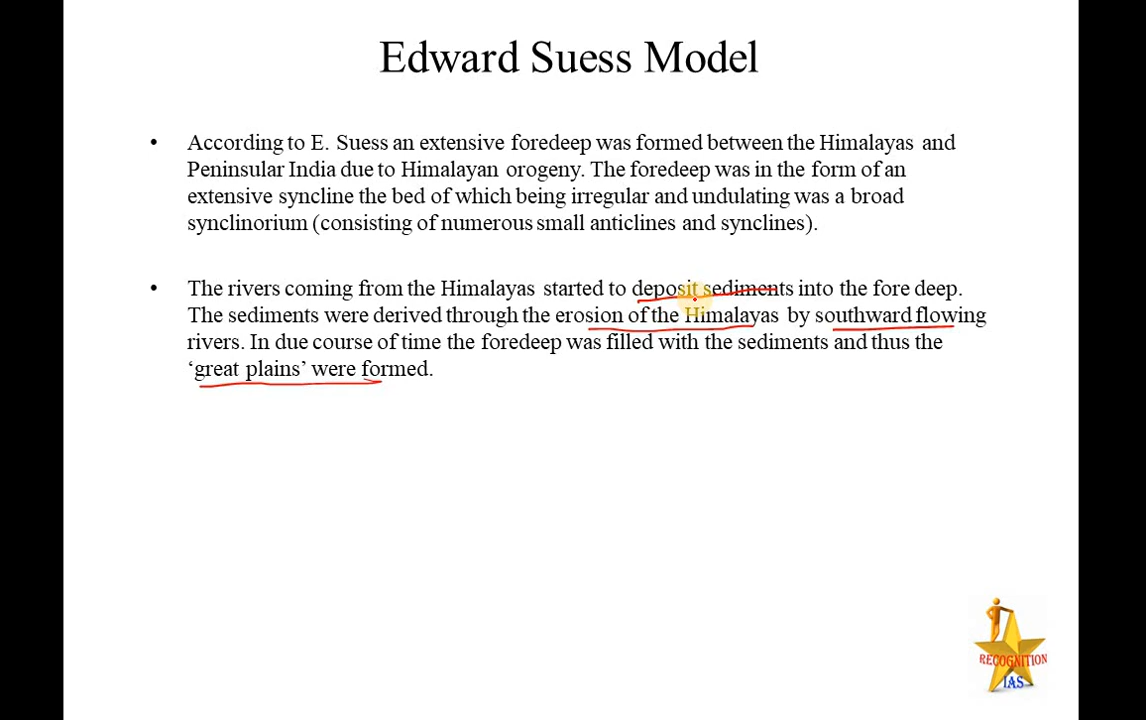 Edward Suess Model
• According to E. Suess an extensive foredeep was formed between the Himalayas and
Peninsular India due to Himalayan orogeny. The foredeep was in the form of an
extensive syncline the bed of which being irregular and undulating was a broad
synclinorium (consisting of numerous small anticlines and synclines).
• The rivers coming from the Himalayas started to deposit sediments into the fore deep.
The sediments were derived through the erosion of the Himalayas by southward flowing
rivers. In due course of time the foredeep was filled with the sediments and thus the
‘great plains’ were formed.
RECOGNITION
IAS